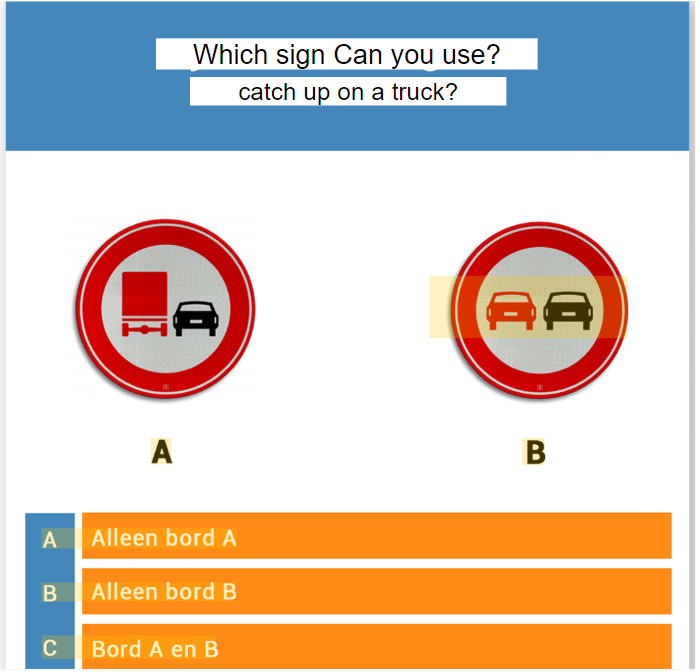 Which sign Can you use?
catch up on a truck?
A
B
A Alleen bord A
B Alleen bord B
C Bord A en B